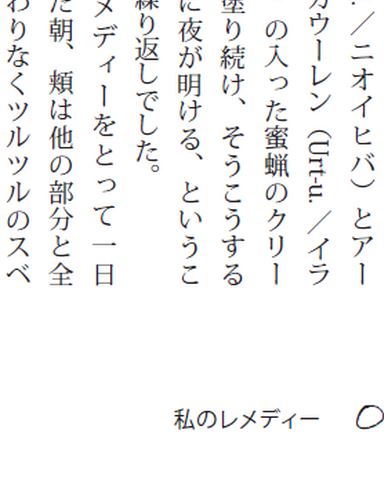 ．／ニオイヒバ）とアー
カウーレン（Urt-u.／イラ
の入った蜜蝋のクリー
塗り続け、そうこうする
に夜が明ける、というこ
繰り返しでした。
メディーをとって一日
た朝、頬は他の部分と全
わりなくツルツルのスベ
私のレメディー